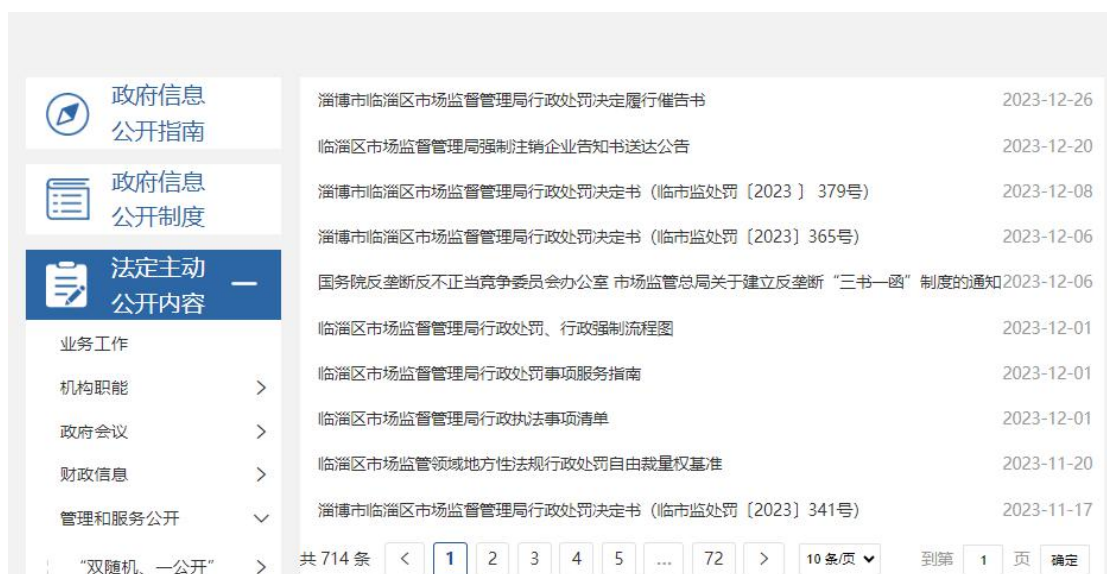 政府信息
公开指南
政府信息
公开制度
法定主动
公开内容
业务工作
机构职能
政府会议
财政信息
管理和服务公开
“双随机、一公开”
淄博市临淄区市场监督管理局行政处罚决定履行催告书 2023-12-26
临淄区市场监督管理局强制注销企业告知书送达公告 2023-12-20
淄博市临淄区市场监督管理局行政处罚决定书（临市监处罚〔2023 〕 379号） 2023-12-08
淄博市临淄区市场监督管理局行政处罚决定书（临市监处罚〔2023〕365号） 2023-12-06
国务院反垄断反不正当竞争委员会办公室 市场监管总局关于建立反垄断“三书一函”制度的通知 2023-12-06
临淄区市场监督管理局行政处罚、行政强制流程图 2023-12-01
临淄区市场监督管理局行政处罚事项服务指南 2023-12-01
临淄区市场监督管理局行政执法事项清单 2023-12-01
临淄区市场监管领域地方性法规行政处罚自由裁量权基准 2023-11-20
淄博市临淄区市场监督管理局行政处罚决定书（临市监处罚〔2023〕341号） 2023-11-17
共 714 条 < 1 2 3 4 5 ... 72 > 10 条/页 到第 1 页 确定